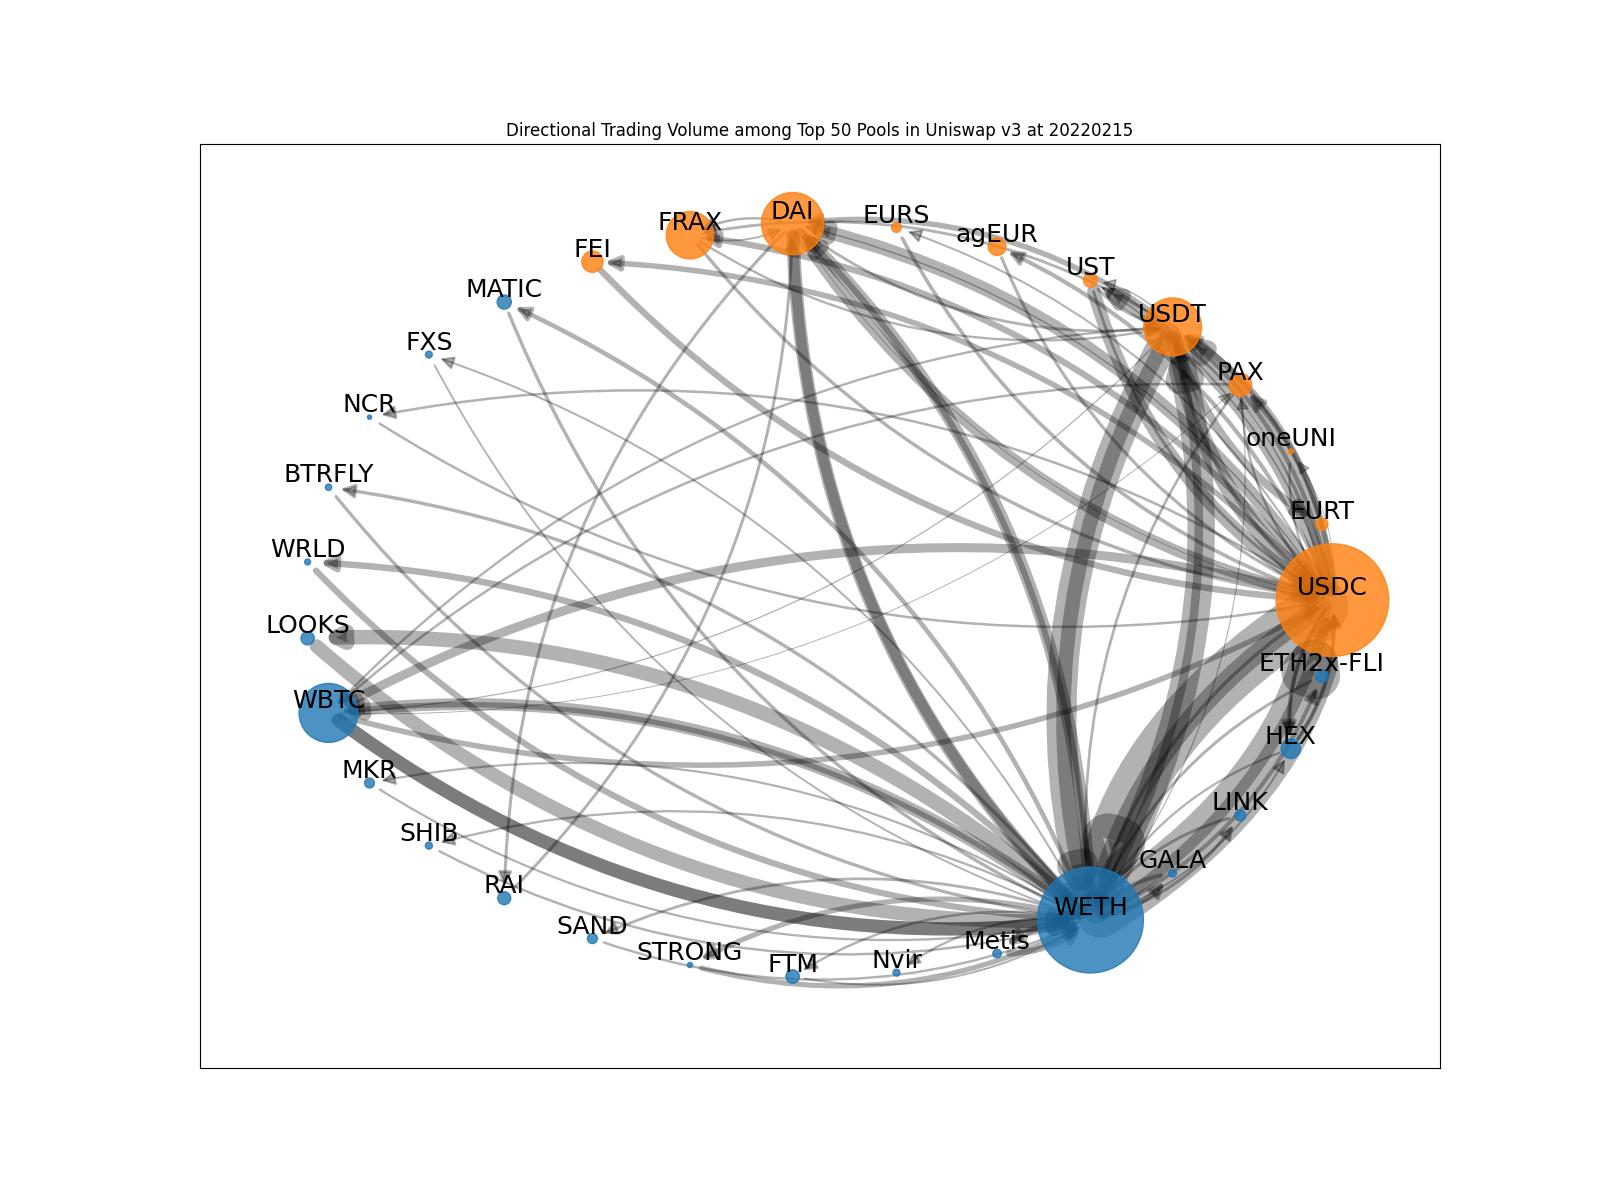 Directional Trading Volume among Top 50 Pools in Uniswap v3 at 20220215
DAI
EURS
FRAX
agEUR
FEI
UST
MATIC
USDT
FXS
PAX
NCR
oneUNI
BTRFLY
EURT
WRLD
USDC
LOOKS
ETH2x-FLI
WBTC
HEX
MKR
LINK
SHIB
GALA
RAI
WETH
SAND
Metis
STRONG
Nvir
FTM